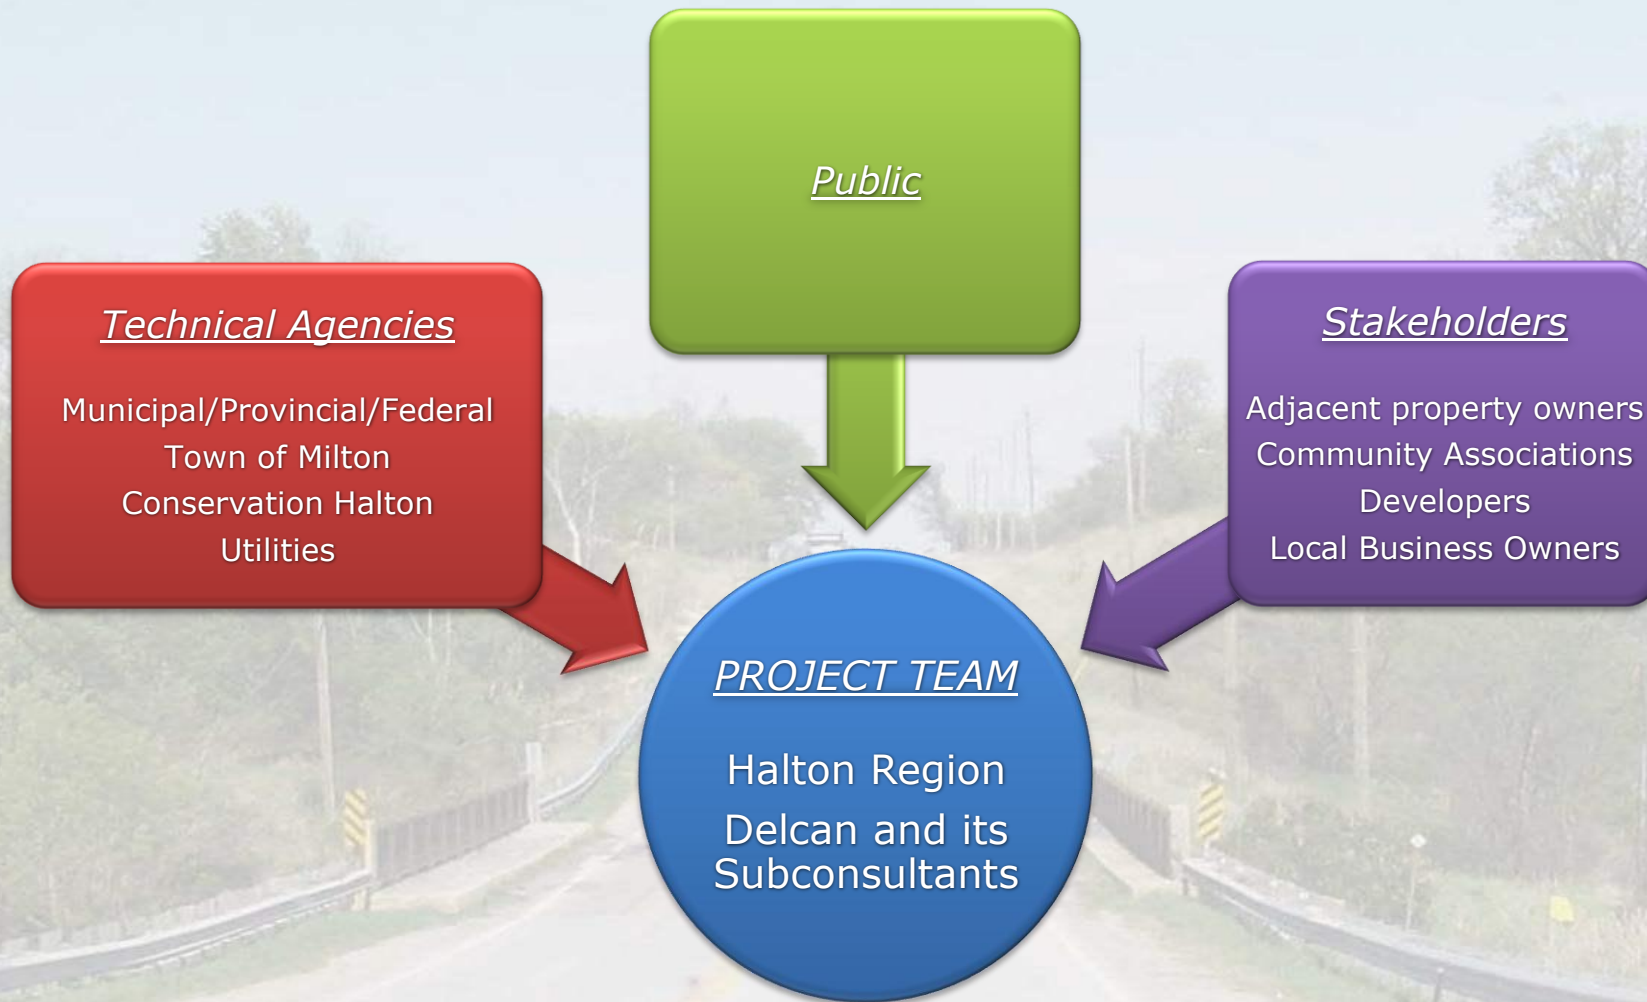 Public
Technical Agencies
Municipal/Provincial/Federal
Town of Milton
Conservation Halton
Utilities
Stakeholders
Adjacent property owners
Community Associations
Developers
Local Business Owners
PROJECT TEAM
Halton Region
Delcan and its
Subconsultants